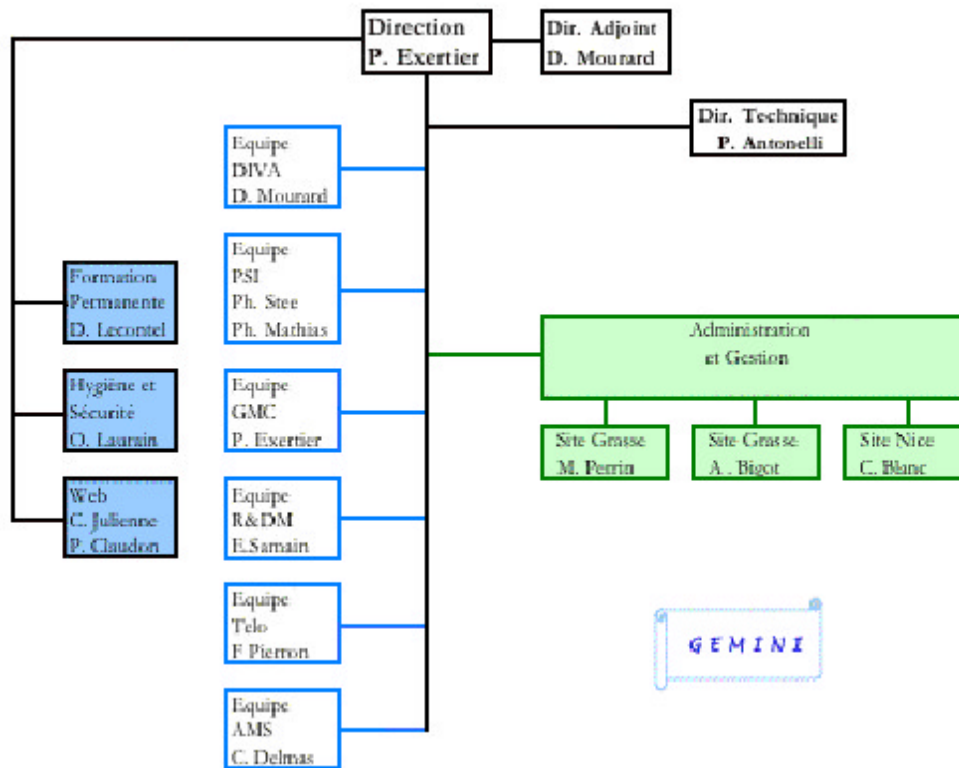 Direction
P. Exertier
Dir. Adjoint
D. Mourard
Dir. Technique
P. Antonelli
Equipe
DIVA
D. Mourard
Equipe
PSI
Ph. Stee
Ph. Mathias
Equipe
GMC
P. Exertier
Equipe
R&DM
E.Samain
Equipe
Telo
F Pierron
Equipe
AMS
C. Delmas
Formation
Permanente
D. Lecontel
Hygiène et
Sécurité
O. Laurain
Web
C. Julienne
P. Claudon
Administration
et Gestion
Site Grasse
M. Perrin
Site Grasse
A. Bigot
Site Nice
C. Blanc
GEMINI